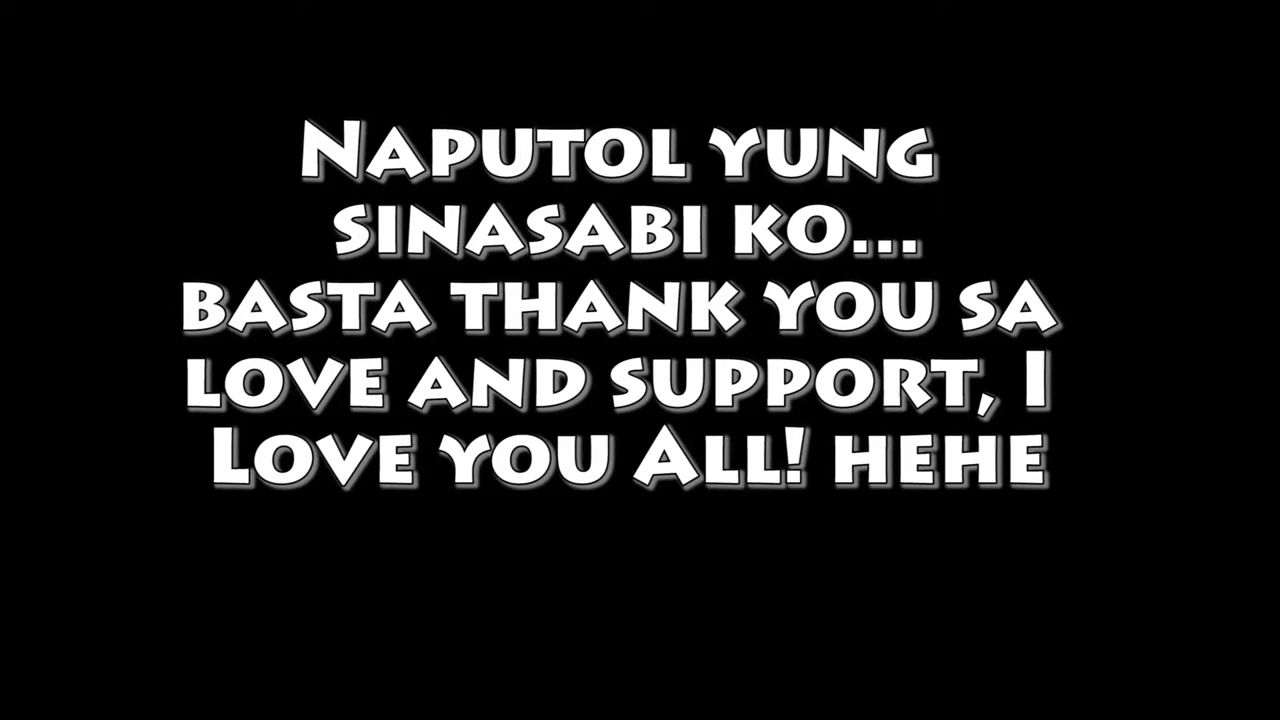 Naputol yung
sinasabi ko...
basta thank you sa
love and support, I
Love you All! hehe